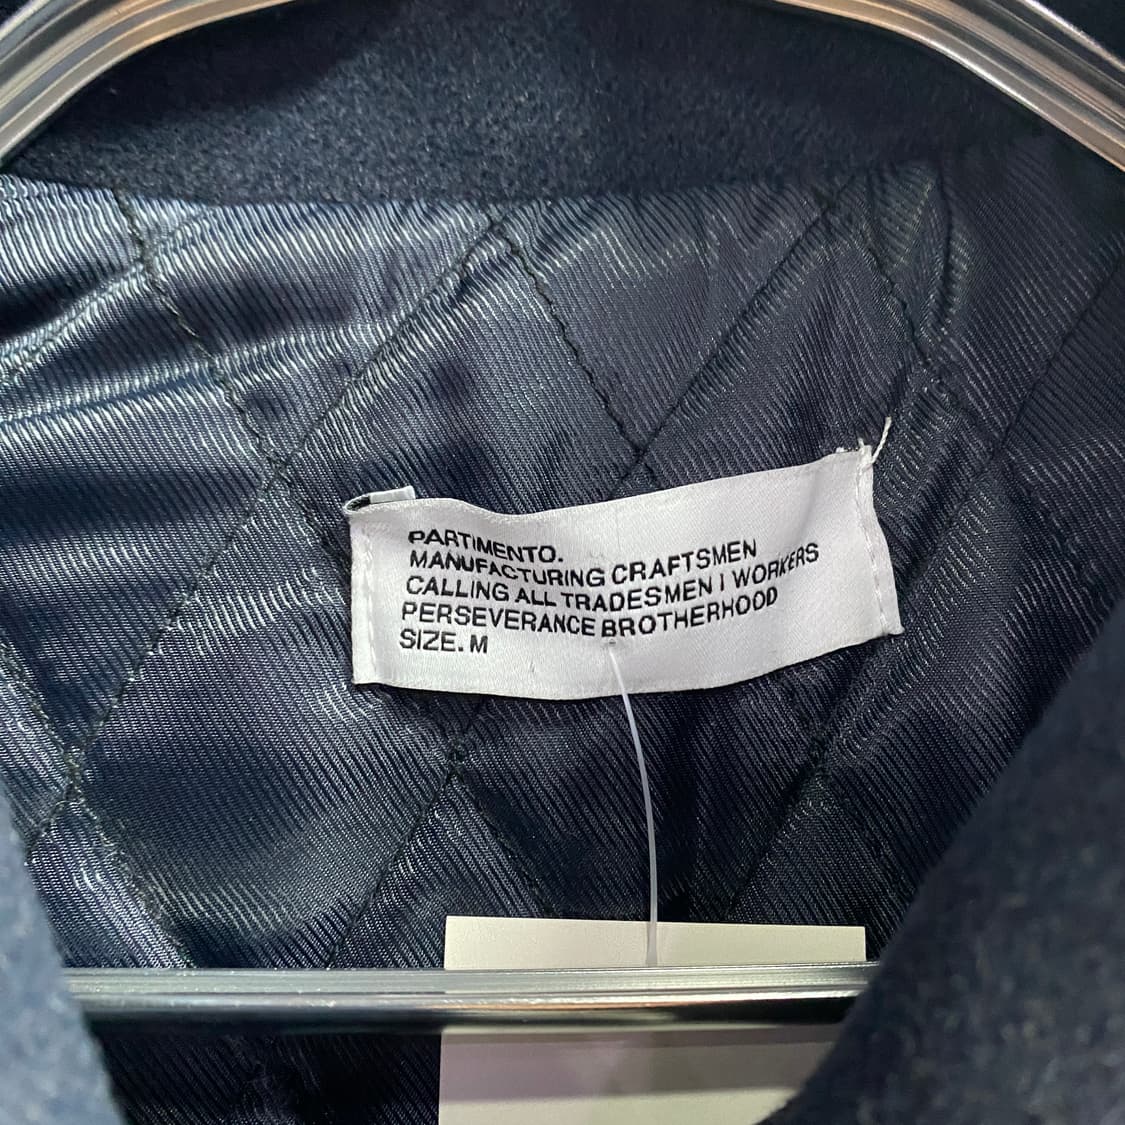 PARTIMENTO.
MANUFACTURING CRAFTSMEN
CALLING ALL TRADESMEN I WORKERS
PERSEVERANCE BROTHERHOOD
SIZE. M